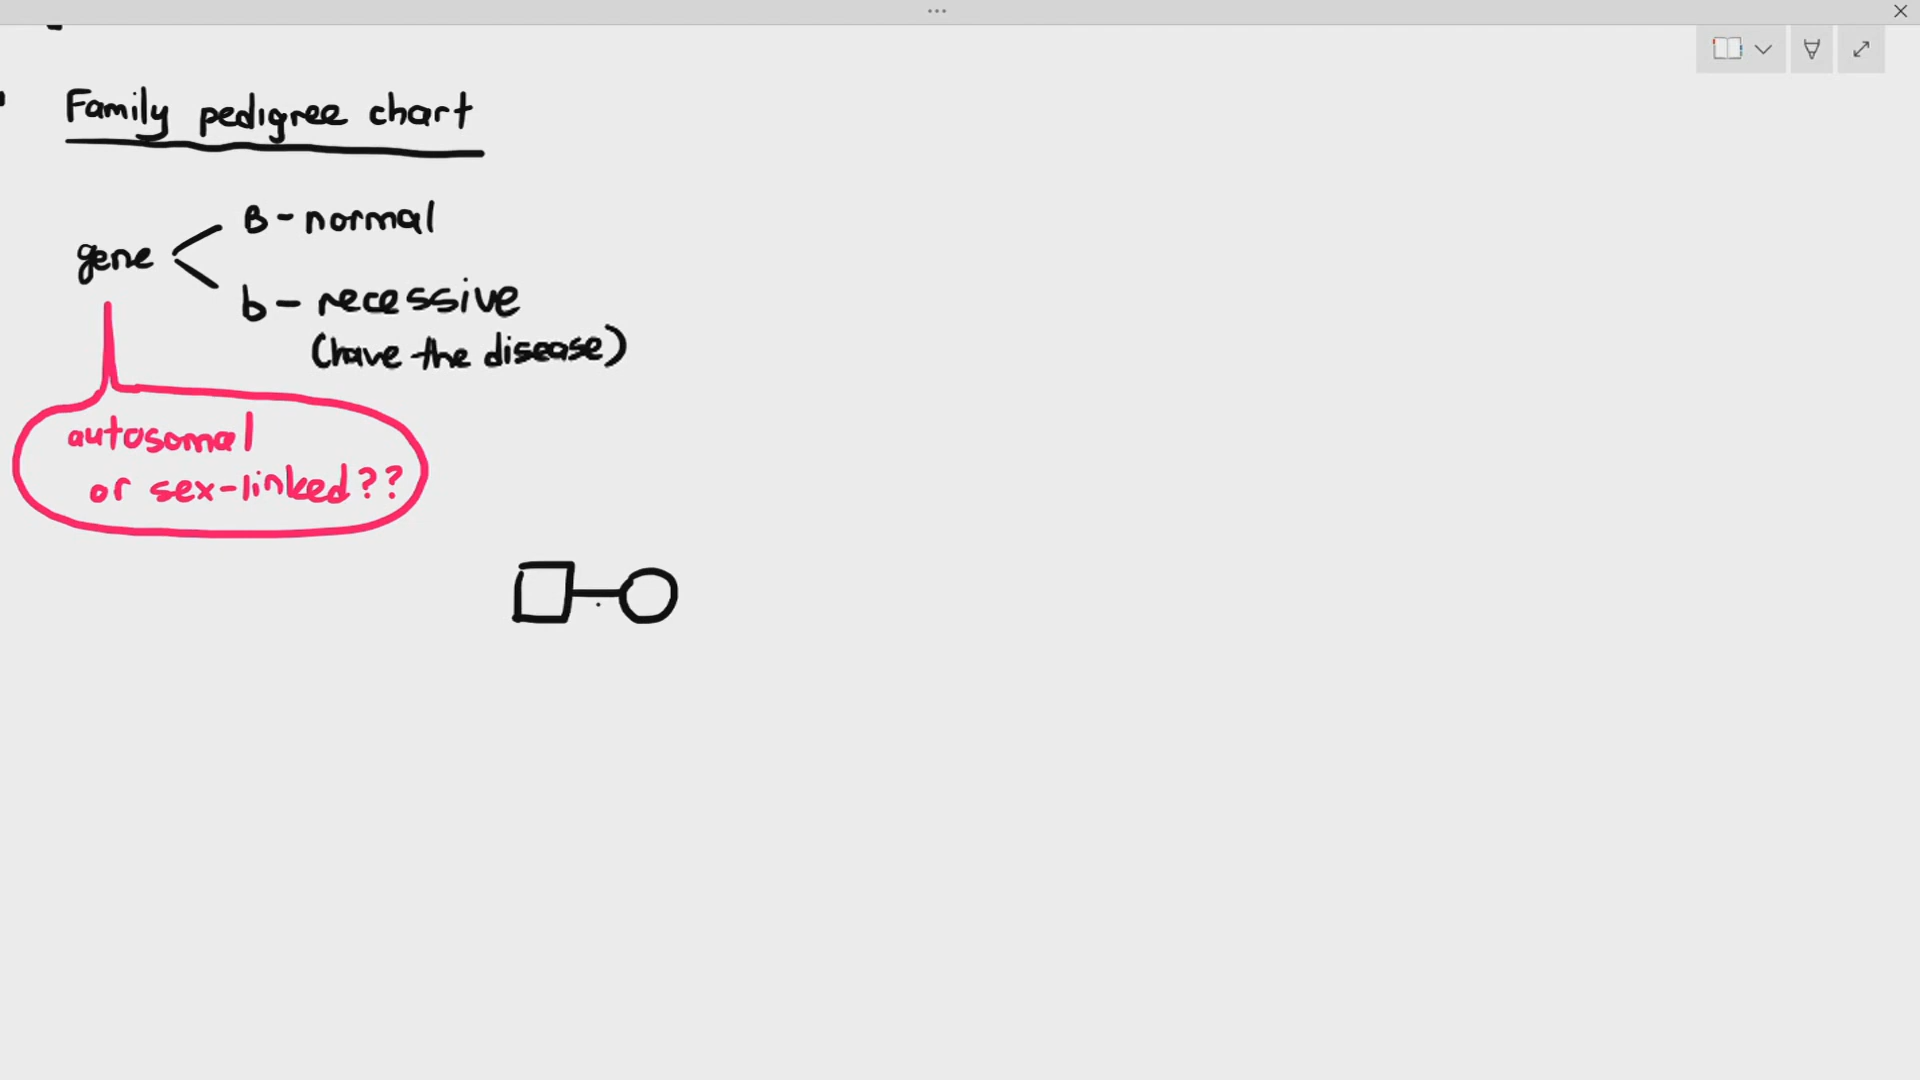 Family pedigree chart
B - normal
gene
b - recessive
(have the disease)
autosomal
or sex-linked??